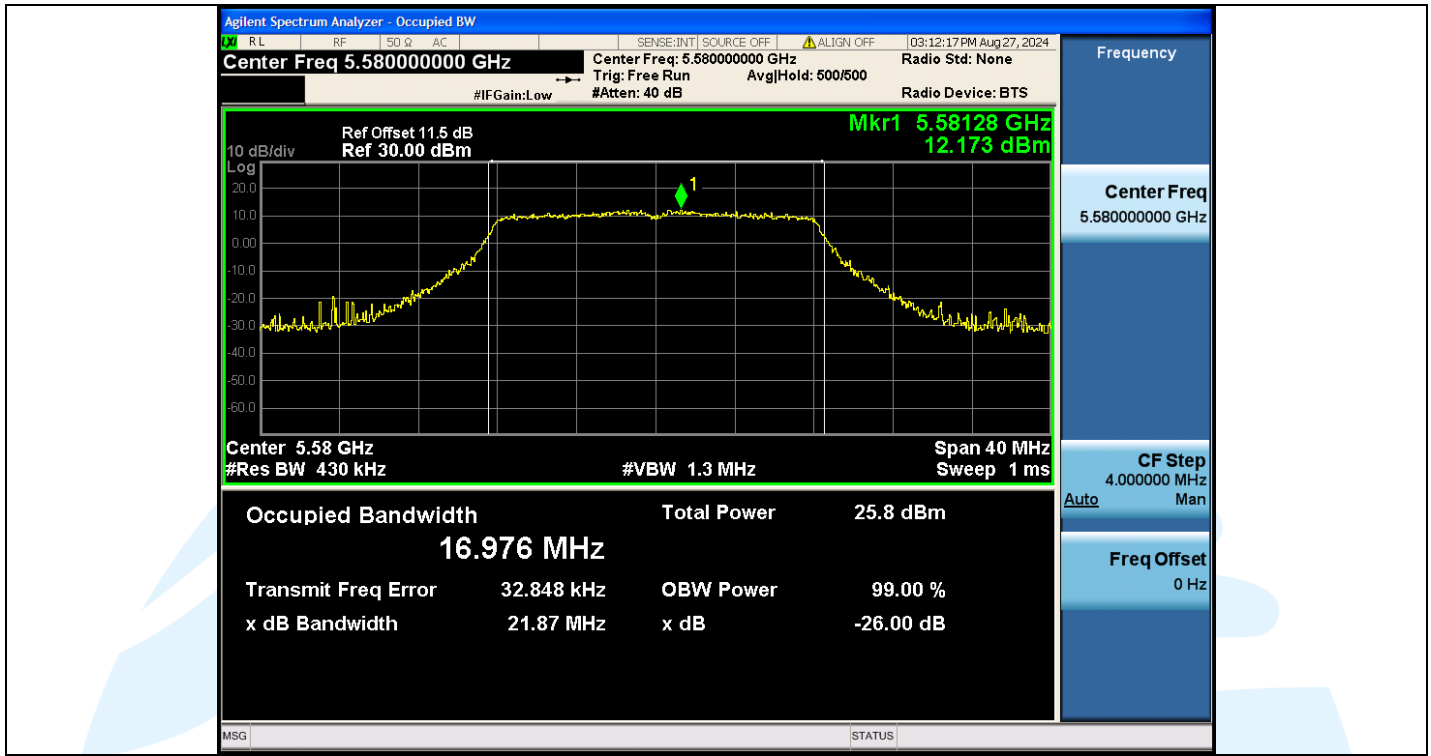 Agilent Spectrum Analyzer - Occupied BW
LXI RL RF 50 Ω AC SENSE:INT SOURCE OFF ALIGN OFF 03:12:17 PM Aug 27, 2024
Center Freq 5.580000000 GHz
Center Freq: 5.580000000 GHz Radio Std: None
Trig: Free Run Avg|Hold: 500/500
#IFGain:Low #Atten: 40 dB Radio Device: BTS
Mkr1 5.58128 GHz
12.173 dBm
Ref Offset 11.5 dB
10 dB/div Ref 30.00 dBm
Log
20.0
10.0
0.00
-10.0
-20.0
-30.0
-40.0
-50.0
-60.0
1
Center 5.58 GHz Span 40 MHz
#Res BW 430 kHz #VBW 1.3 MHz Sweep 1 ms
Occupied Bandwidth Total Power 25.8 dBm
16.976 MHz
Transmit Freq Error 32.848 kHz OBW Power 99.00 %
x dB Bandwidth 21.87 MHz x dB -26.00 dB
MSG STATUS
Frequency
Center Freq
5.580000000 GHz
CF Step
4.000000 MHz
Auto Man
Freq Offset
0 Hz